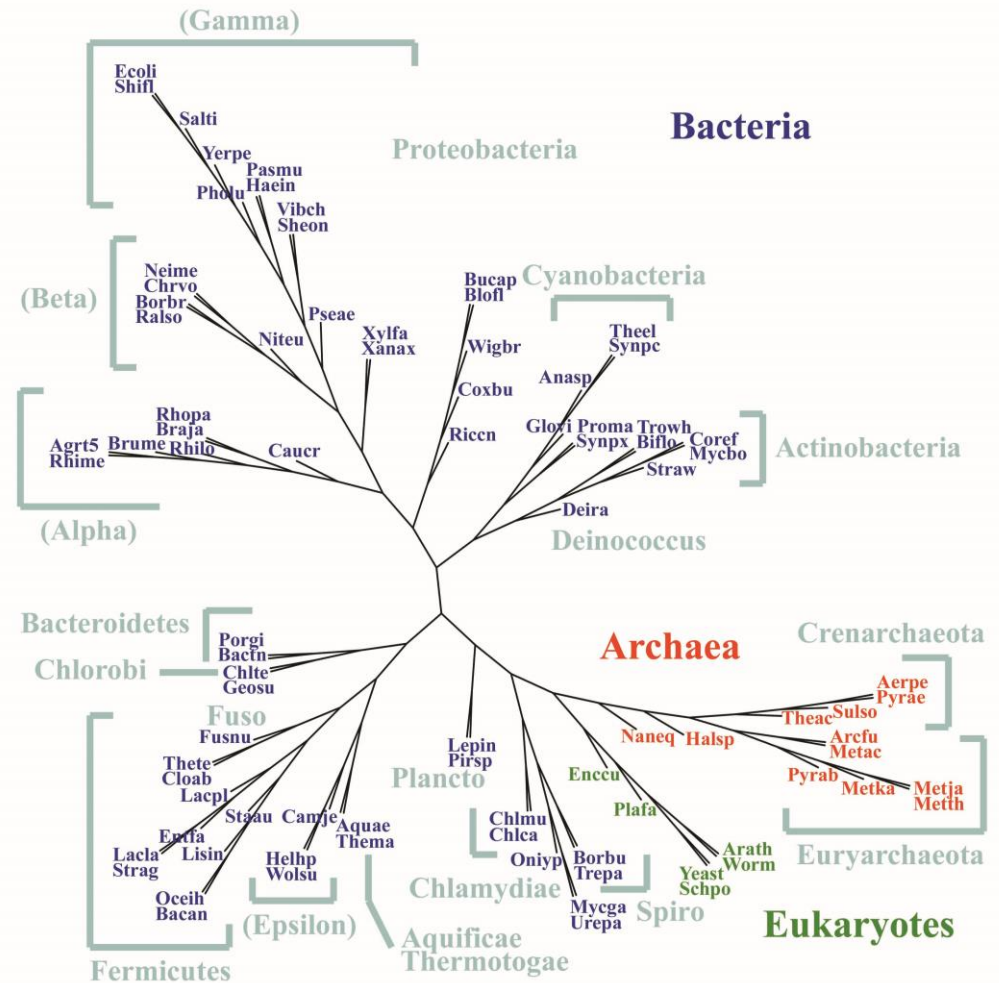 (Gamma)
Ecoli
Shifl
Salti
Bacteria
Proteobacteria
Yerpe
Pasmu
Haein
Pholu
Vibch
Sheon
Neime
Chrvo
Borbr
Ralso
(Beta)
Niteu
Pseae
Xylfa
Xanax
Bucap
Blofl
Wigbr
Coxbu
Riccn
Cyanobacteria
Theel
Synpc
Anasp
Glovi Proma Trowh
Synpx Biflo
Coref
Mycbo
Straw
Actinobacteria
Deira
Deinococcus
Rhopa
Braja
Rhilo
Agrt5
Rhime
Brume
Caucr
(Alpha)
Bacteroidetes
Porgi
Bactn
Chlorobi
Chlte
Geosu
Fuso
Fusnu
Thete
Cloab
Lacpl
Staau
Camje
Aquae
Thema
Entfa
Lisin
Lacla
Strag
Helhp
Wolsu
Oceih
Bacan
(Epsilon)
Fermicutes
Aquificae
Thermotogae
Lepin
Pirsp
Plancto
Chlmu
Chlca
Oniyp
Borbu
Trepa
Chlamydiae
Mycga
Urepa
Spiro
Archaea
Crenarchaeota
Aerpe
Pyrae
Theac
Sulso
Naneq
Halsp
Arcfu
Metac
Pyrab
Metka
Metja
Metth
Euryarchaeota
Enccu
Plafa
Arath
Worm
Yeast
Schpo
Eukaryotes